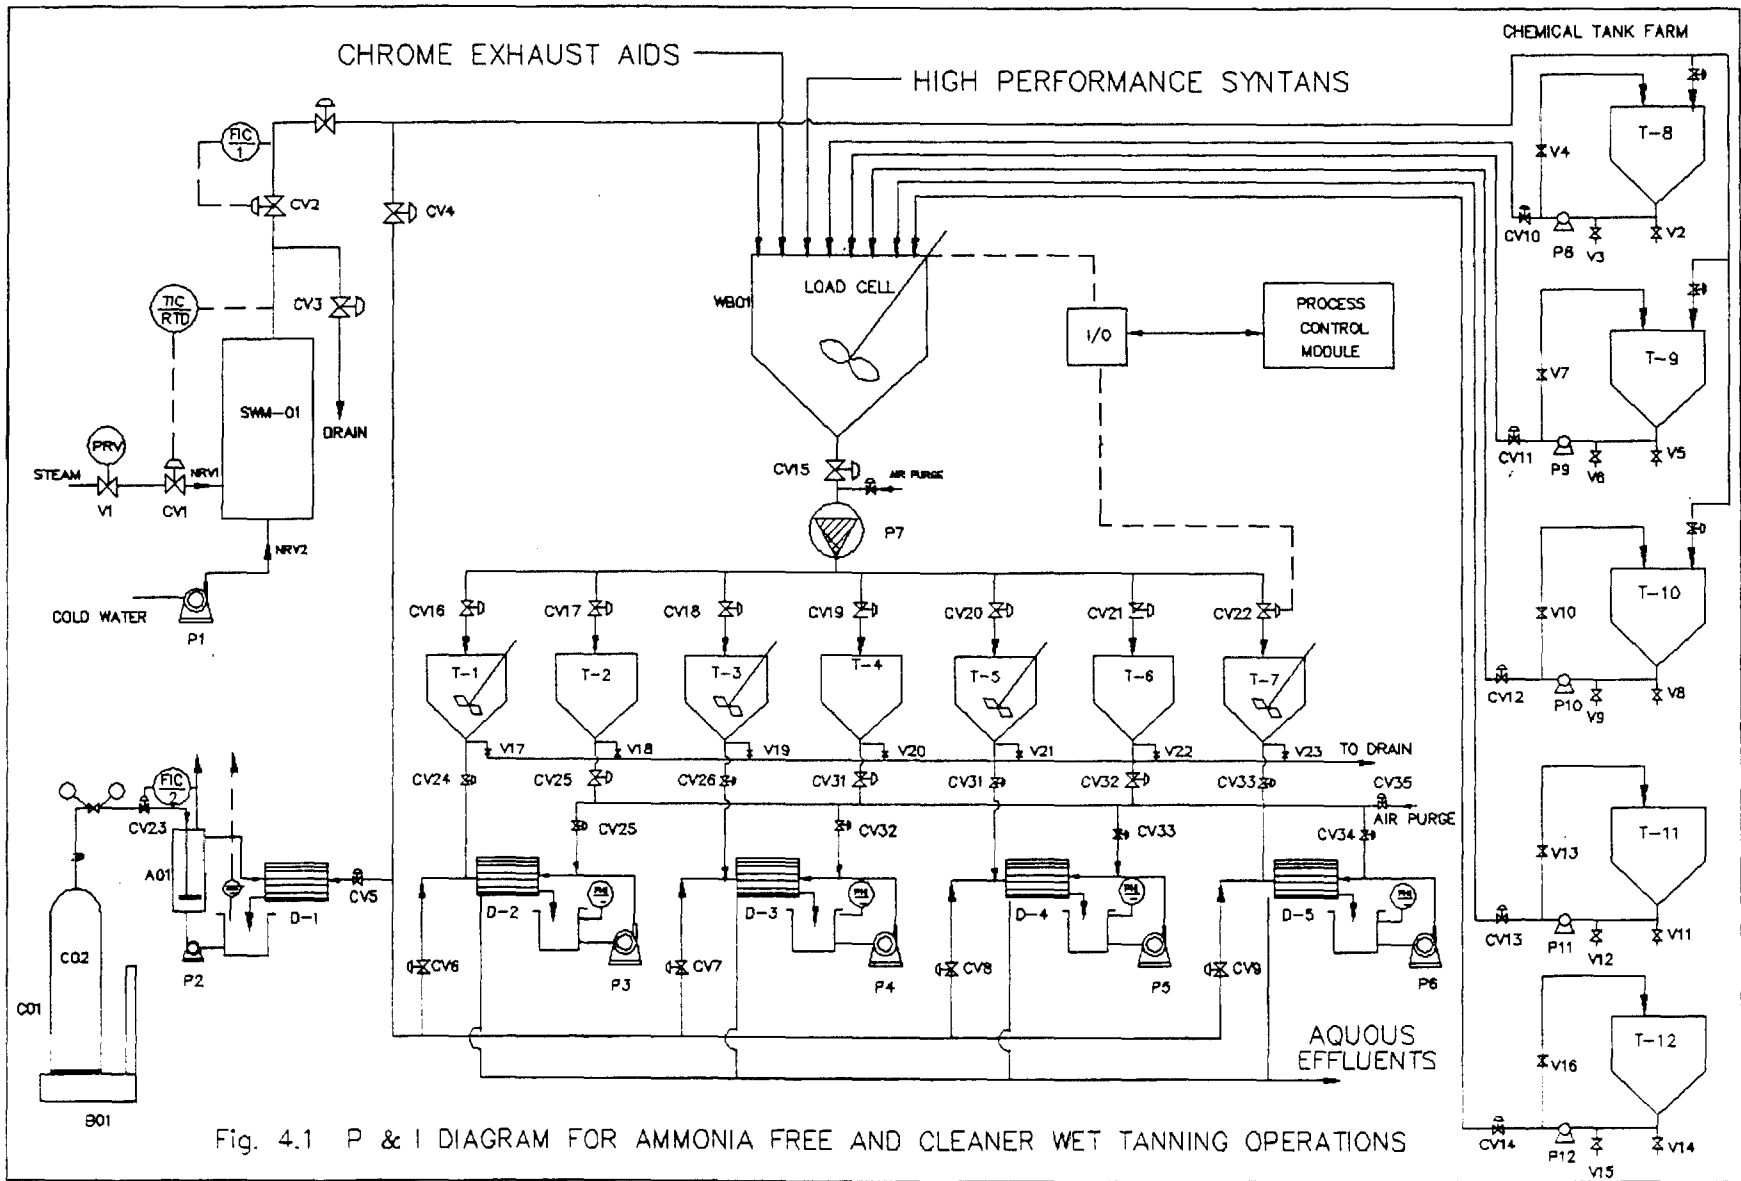 CHEMICAL TANK FARM
CHROME EXHAUST AIDS
HIGH PERFORMANCE SYNTANS
FIC
1
CV2
CV4
TIC
RTD
CV3
DRAIN
SWM-01
PRV
STEAM
V1
CV1
NRV1
NRV2
COLD WATER
P1
WB01
LOAD CELL
I/O
PROCESS
CONTROL
MODULE
CV15
AIR PURGE
P7
T-8
V4
CV10
P8
V3
V2
T-9
V7
CV11
P9
V6
V5
T-10
V10
CV12
P10
V9
V8
T-11
V13
CV13
P11
V12
V11
T-12
V16
CV14
P12
V15
V14
CV16
CV17
CV18
CV19
CV20
CV21
CV22
T-1
T-2
T-3
T-4
T-5
T-6
T-7
V17
V18
V19
V20
V21
V22
V23
TO DRAIN
CV24
CV25
CV26
CV31
CV31
CV32
CV33
CV35
AIR PURGE
CV25
CV32
CV33
CV34
FIC
2
CV23
A01
D-1
CV5
P2
CO2
C01
B01
D-2
D-3
D-4
D-5
CV6
CV7
CV8
CV9
P3
P4
P5
P6
AQUOUS
EFFLUENTS
Fig. 4.1 P & I DIAGRAM FOR AMMONIA FREE AND CLEANER WET TANNING OPERATIONS